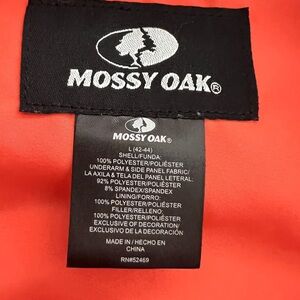 MOSSY OAK®
MOSSY OAK®
L (42-44)
SHELL/FUNDA:
100% POLYESTER/POLIÉSTER
UNDERARM & SIDE PANEL FABRIC/
LA AXILA & TELA DEL PANEL LETERAL:
92% POLYESTER/POLIÉSTER
8% SPANDEX/SPANDEX
LINING/FORRO:
100% POLYESTER/POLIÉSTER
FILLER/RELLENO:
100% POLYESTER/POLIÉSTER
EXCLUSIVE OF DECORATION/
EXCLUSIVO DE LA DECORACIÓN
MADE IN / HECHO EN
CHINA
RN#52469